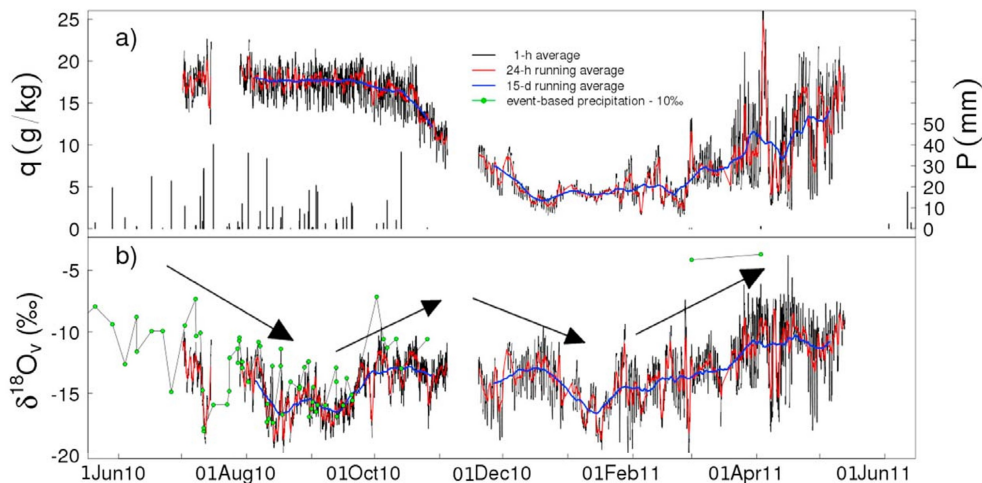 a)
1-h average
24-h running average
15-d running average
event-based precipitation - 10‰
q (g/kg)
25
20
15
10
5
0
P (mm)
50
40
30
20
10
0
b)
δ¹⁸Oᵥ (‰)
-5
-10
-15
-20
1Jun10 01Aug10 01Oct10 01Dec10 01Feb11 01Apr11 01Jun11